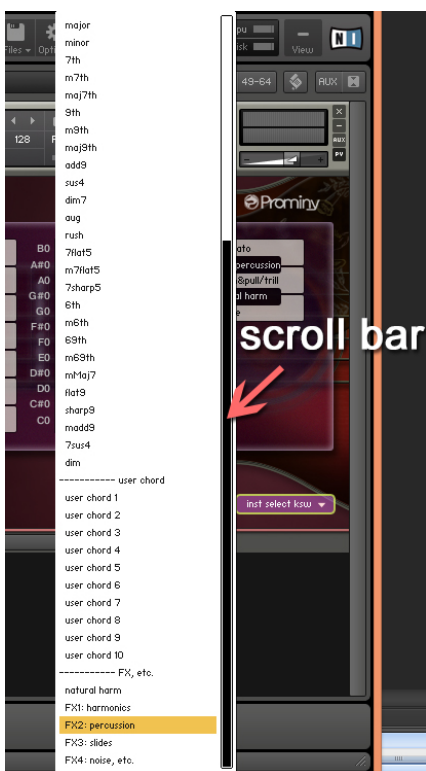 major
minor
7th
m7th
maj7th
9th
m9th
maj9th
add9
sus4
dim7
aug
rush
7flat5
m7flat5
7sharp5
6th
m6th
69th
m69th
mMaj7
flat9
sharp9
madd9
7sus4
dim
----------- user chord
user chord 1
user chord 2
user chord 3
user chord 4
user chord 5
user chord 6
user chord 7
user chord 8
user chord 9
user chord 10
----------- FX, etc.
natural harm
FX1: harmonics
FX2: percussion
FX3: slides
FX4: noise, etc.
Files
Opti
128
F
B0
A#0
A0
G#0
G0
F#0
F0
E0
D#0
D0
C#0
C0
pu
isk
View
NI
49-64
AUX
AUX
PV
Prominy
ato
percussion
&pull/trill
al harm
e
scroll bar
inst select ksw